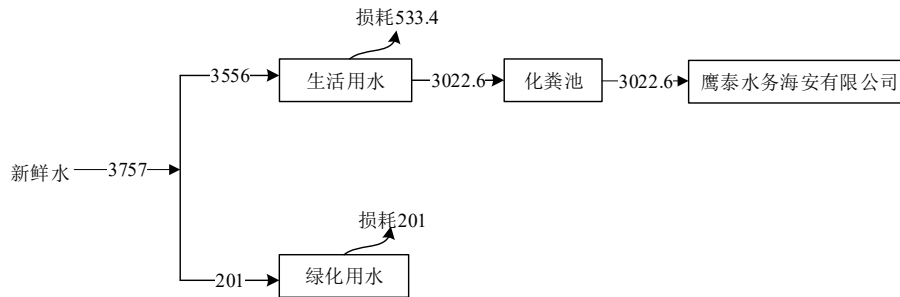 损耗533.4
3556
生活用水
3022.6
化粪池
3022.6
鹰泰水务海安有限公司
新鲜水
3757
损耗201
201
绿化用水